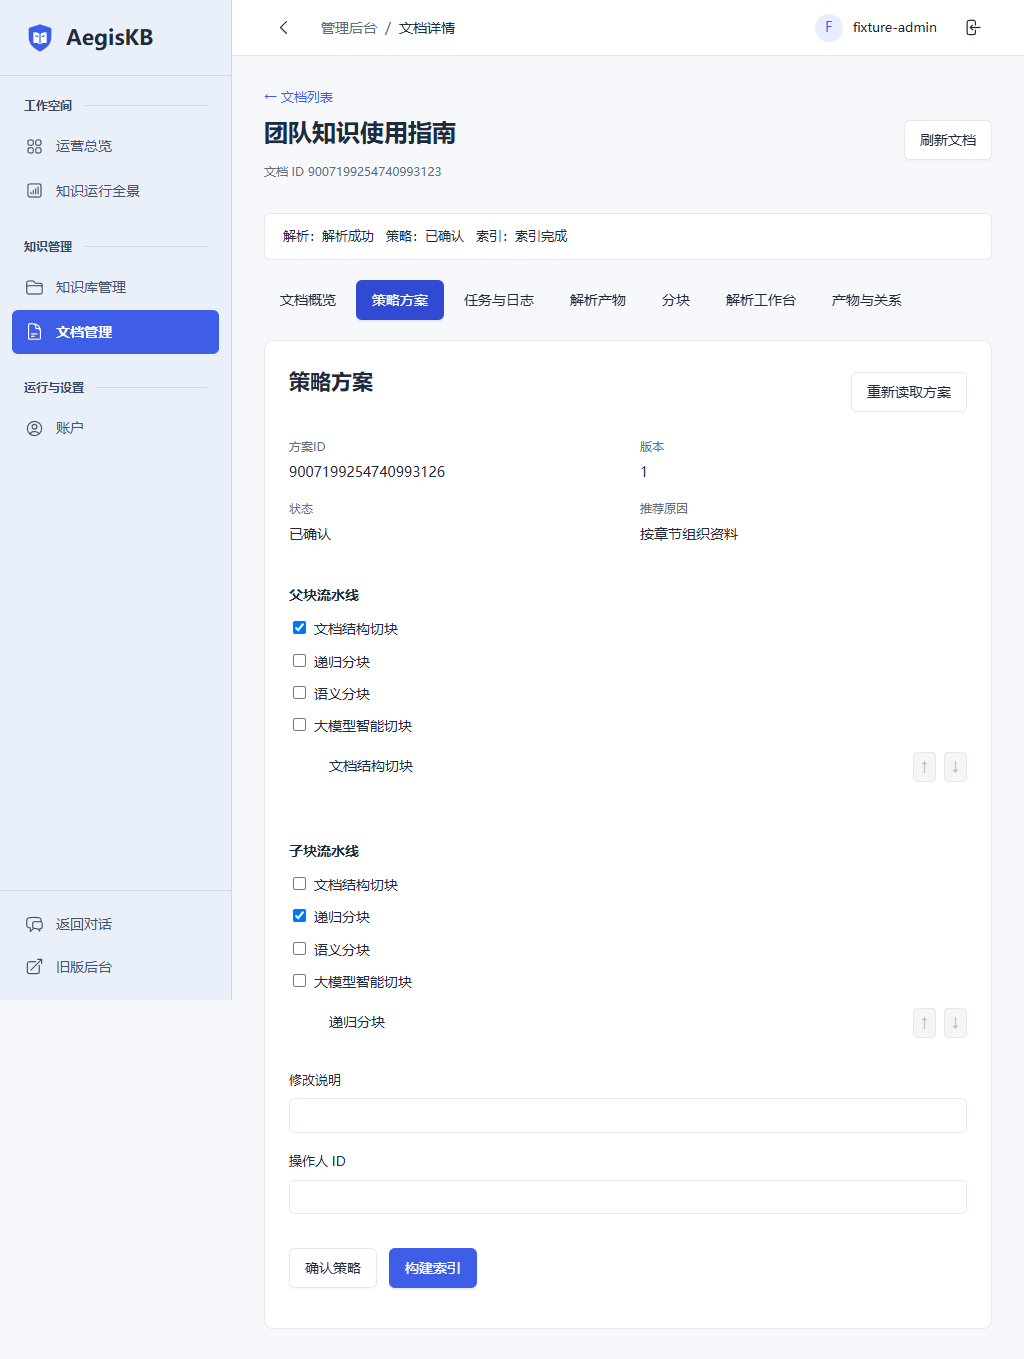 AegisKB
工作空间
运营总览
知识运行全景
知识管理
知识库管理
文档管理
运行与设置
账户
返回对话
旧版后台
管理后台 / 文档详情
F fixture-admin
← 文档列表
团队知识使用指南
文档 ID 9007199254740993123
刷新文档
解析：解析成功 策略：已确认 索引：索引完成
文档概览 策略方案 任务与日志 解析产物 分块 解析工作台 产物与关系
策略方案
重新读取方案
方案ID
9007199254740993126
版本
1
状态
已确认
推荐原因
按章节组织资料
父块流水线
文档结构切块
递归分块
语义分块
大模型智能切块
文档结构切块 ↑ ↓
子块流水线
文档结构切块
递归分块
语义分块
大模型智能切块
递归分块 ↑ ↓
修改说明
操作人 ID
确认策略 构建索引